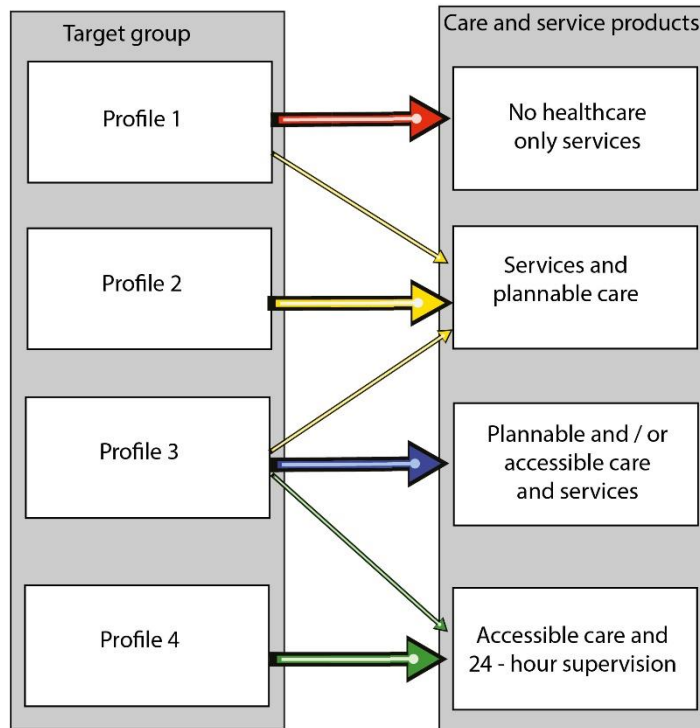 Target group
Profile 1
Profile 2
Profile 3
Profile 4
Care and service products
No healthcare
only services
Services and
plannable care
Plannable and / or
accessible care
and services
Accessible care and
24 - hour supervision